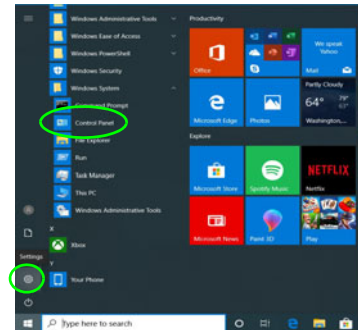 Windows Administrative Tools
Windows Ease of Access
Windows PowerShell
Windows Security
Windows System
Command Prompt
Control Panel
File Explorer
Run
Task Manager
This PC
Windows Administrative Tools
X
Xbox
Y
Your Phone
Settings
Type here to search
Productivity
Office
We speak
Yahoo
Mail
Microsoft Edge
Photos
Partly Cloudy
64°
79°
Washington,...
Explore
Microsoft Store
Spotify Music
NETFLIX
Netflix
Microsoft News
Paint 3D
Play